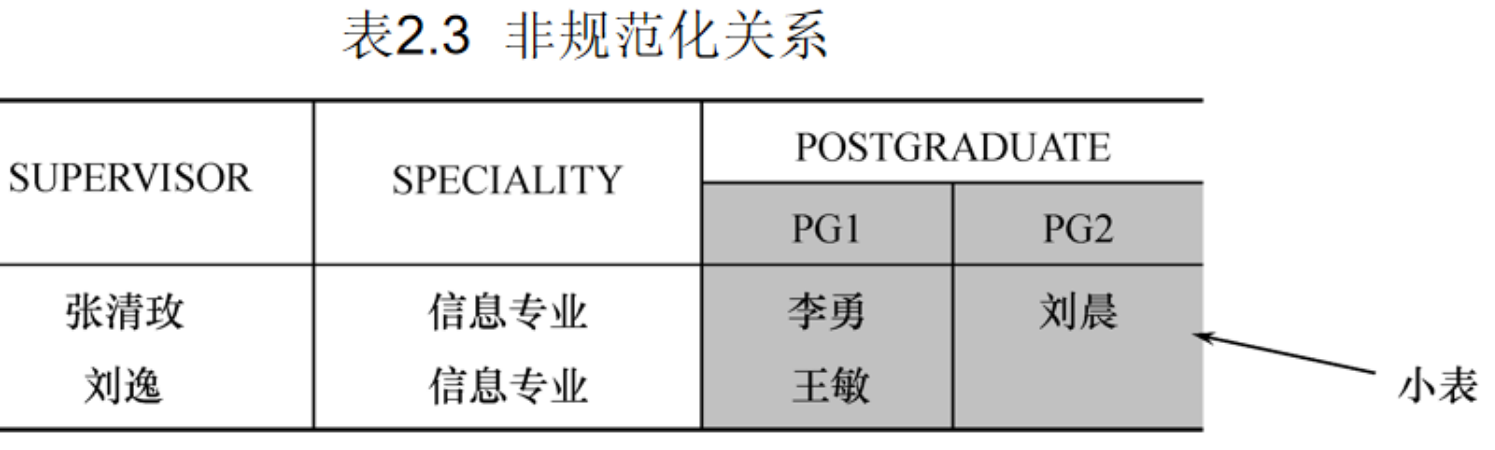 表2.3 非规范化关系
SUPERVISOR SPECIALITY POSTGRADUATE
PG1 PG2
张清玫 信息专业 李勇 刘晨
刘逸 信息专业 王敏
小表